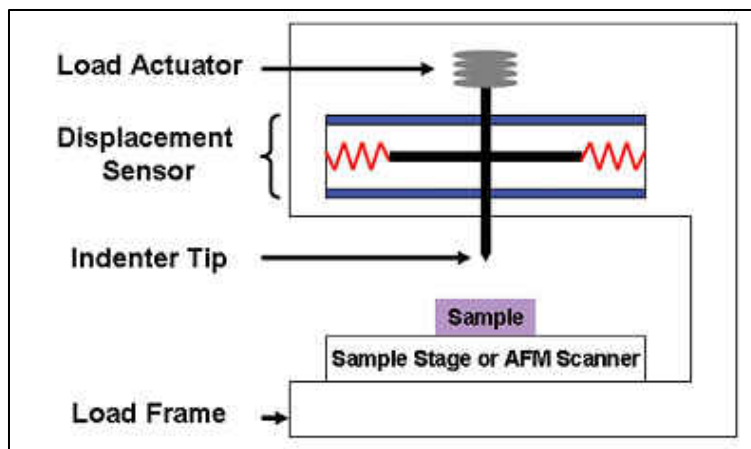 Load Actuator
Displacement
Sensor
Indenter Tip
Sample
Sample Stage or AFM Scanner
Load Frame